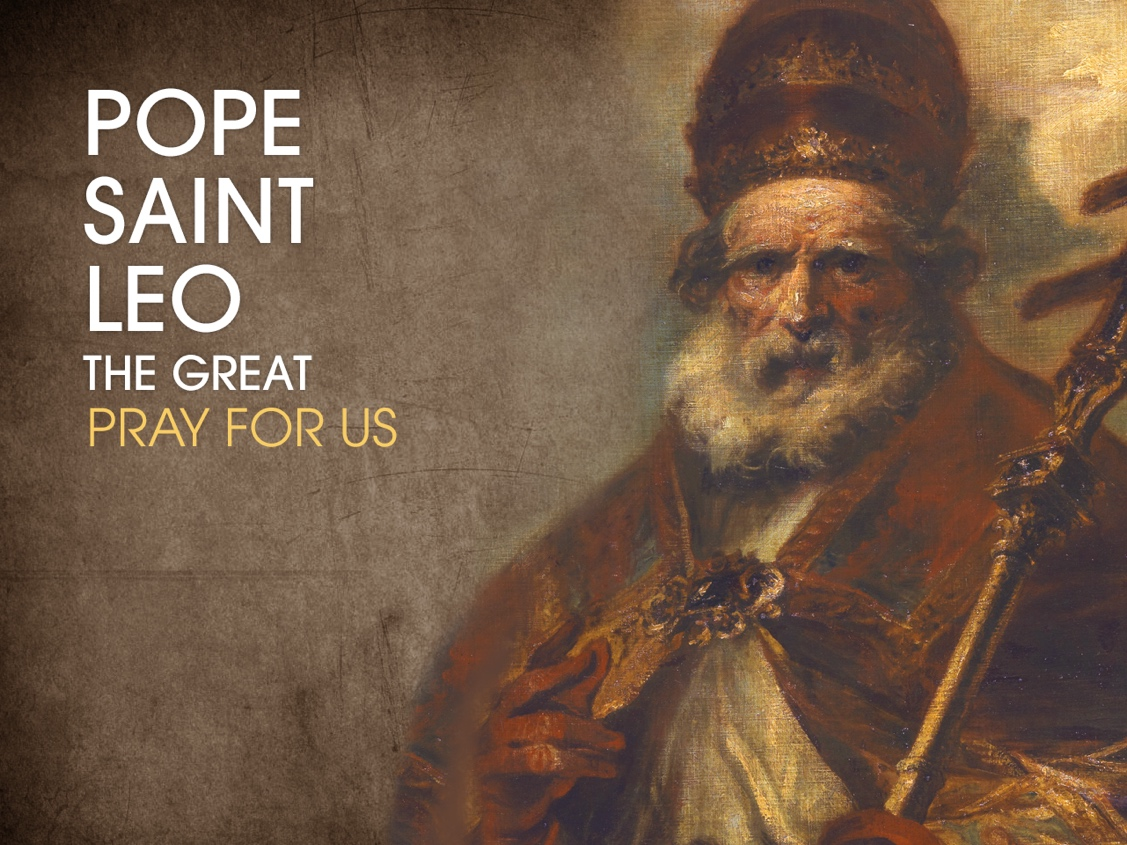 POPE
SAINT
LEO
THE GREAT
PRAY FOR US